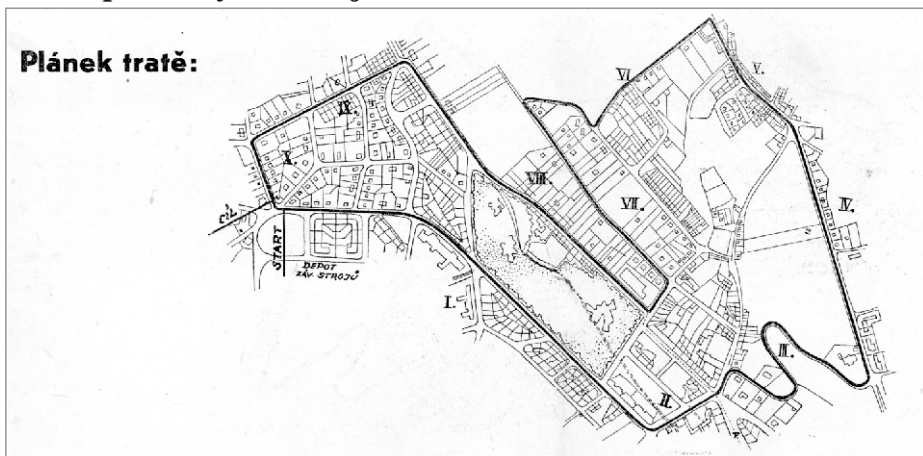 Plánek tratě:
VI.
V.
IX.
X.
VIII.
VII.
IV.
CÍL
START
DEPOT
ZÁV. STROJŮ
I.
III.
II.